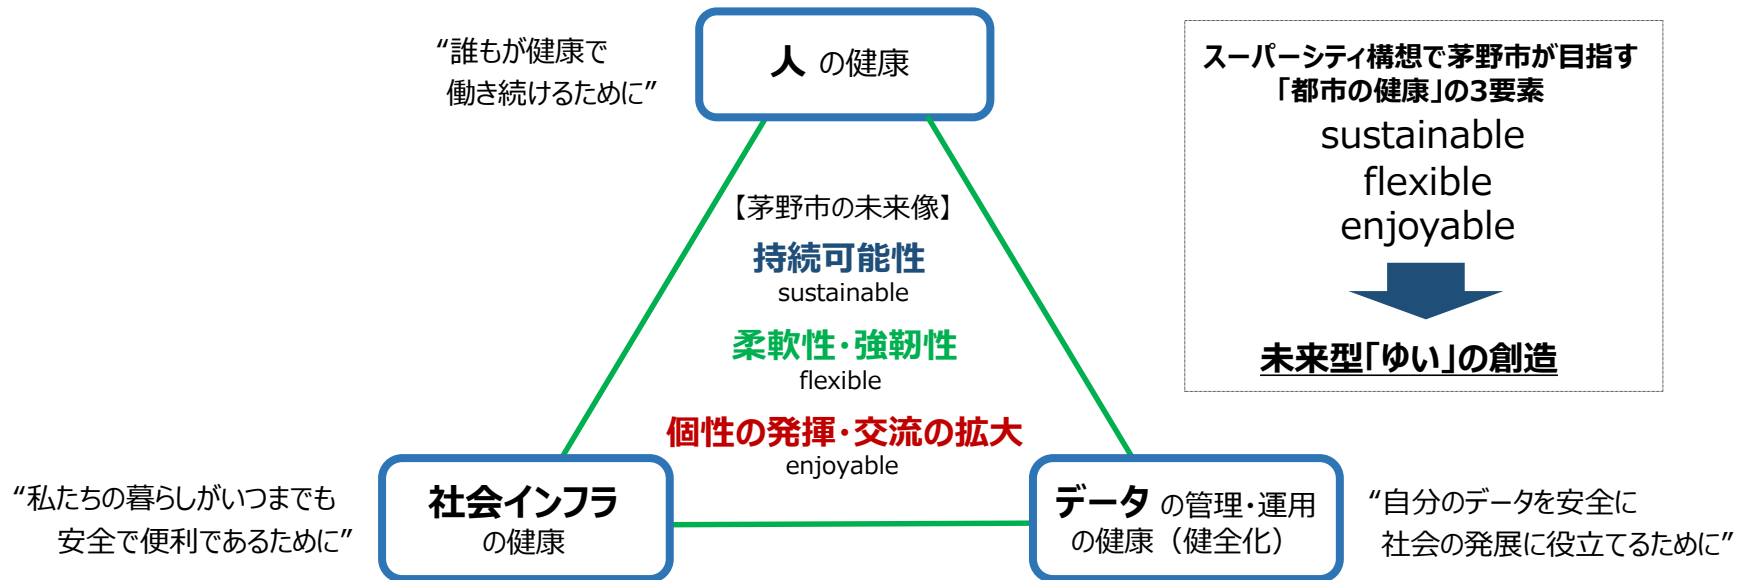 “誰もが健康で
働き続けるために”
人 の健康
【茅野市の未来像】
持続可能性
sustainable
柔軟性・強靭性
flexible
個性の発揮・交流の拡大
enjoyable
“私たちの暮らしがいつまでも
安全で便利であるために”
社会インフラ
の健康
データ の管理・運用
の健康（健全化）
“自分のデータを安全に
社会の発展に役立てるために”
スーパーシティ構想で茅野市が目指す
「都市の健康」の3要素
sustainable
flexible
enjoyable
未来型「ゆい」の創造